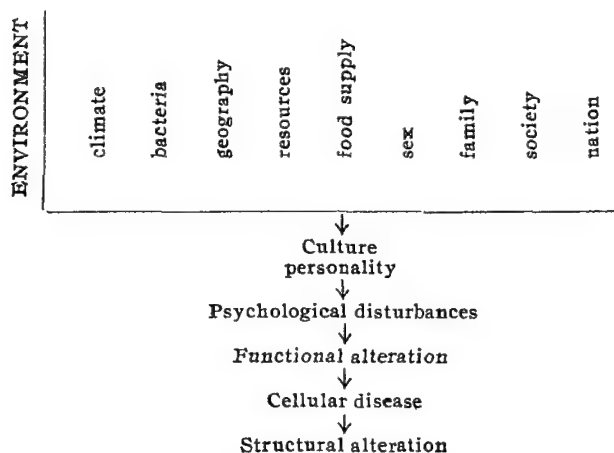 ENVIRONMENT
climate
bacteria
geography
resources
food supply
sex
family
society
nation
Culture
personality
Psychological disturbances
Functional alteration
Cellular disease
Structural alteration